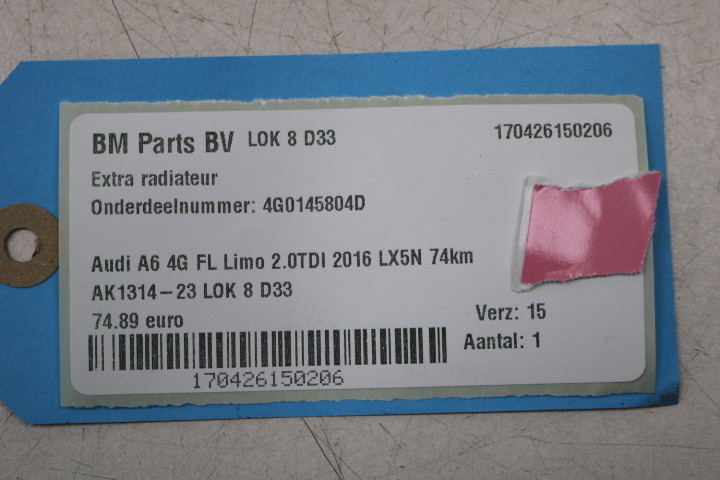 BM Parts BV LOK 8 D33 170426150206
Extra radiateur
Onderdeelnummer: 4G0145804D
Audi A6 4G FL Limo 2.0TDI 2016 LX5N 74km
AK1314-23 LOK 8 D33
74.89 euro
Verz: 15
Aantal: 1
170426150206